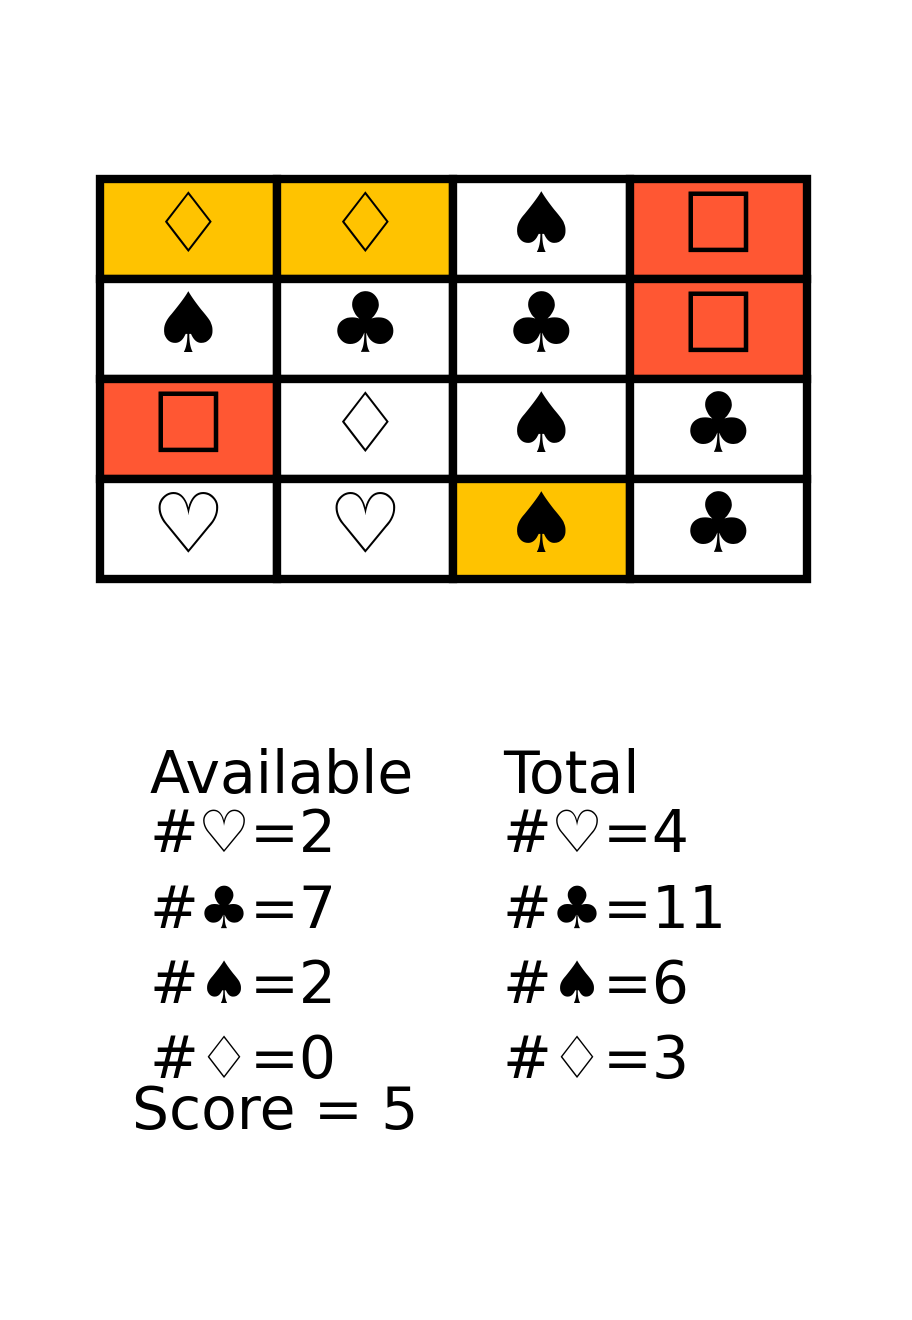 ♢ ♢ ♠ □
♠ ♣ ♣ □
□ ♢ ♠ ♣
♡ ♡ ♠ ♣
Available Total
#♡=2 #♡=4
#♣=7 #♣=11
#♠=2 #♠=6
#♢=0 #♢=3
Score = 5